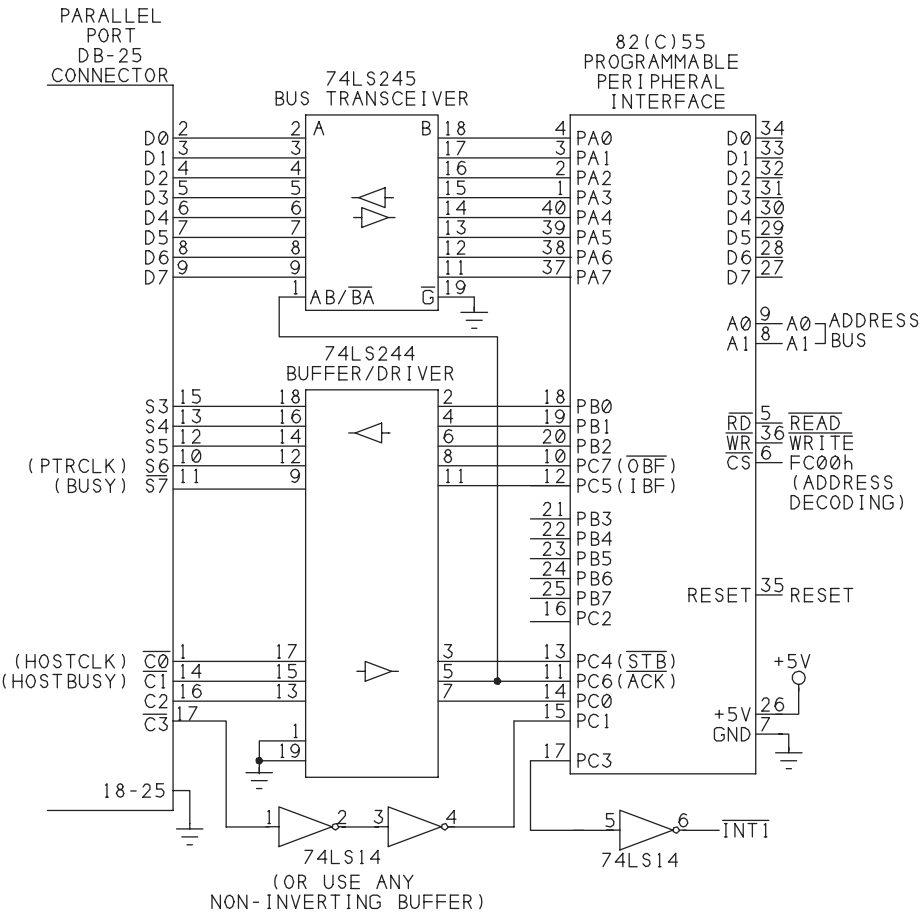 PARALLEL
PORT
DB-25
CONNECTOR
D0 2
D1 3
D2 4
D3 5
D4 6
D5 7
D6 8
D7 9
74LS245
BUS TRANSCEIVER
2 A B 18
3 17
4 16
5 15
6 14
7 13
8 12
9 11
1 AB/BA G 19
82(C)55
PROGRAMMABLE
PERIPHERAL
INTERFACE
4 PA0 D0 34
3 PA1 D1 33
2 PA2 D2 32
1 PA3 D3 31
40 PA4 D4 30
39 PA5 D5 29
38 PA6 D6 28
37 PA7 D7 27
A0 9 A0 ADDRESS
A1 8 A1 BUS
74LS244
BUFFER/DRIVER
S3 15 18 2 18 PB0
S4 13 16 4 19 PB1
S5 12 14 6 20 PB2
(PTRCLK) S6 10 12 8 10 PC7(OBF)
(BUSY) S7 11 9 11 12 PC5(IBF)
RD 5 READ
WR 36 WRITE
CS 6 FC00h
(ADDRESS
DECODING)
21 PB3
22 PB4
23 PB5
24 PB6
25 PB7
16 PC2
RESET 35 RESET
(HOSTCLK) C0 1 17 3 13 PC4(STB)
(HOSTBUSY) C1 14 15 5 11 PC6(ACK)
C2 16 13 7 14 PC0
C3 17 15 PC1
+5V
+5V 26
GND 7
1
19
17 PC3
18-25
1 2 3 4
74LS14
(OR USE ANY
NON-INVERTING BUFFER)
5 6 INT1
74LS14